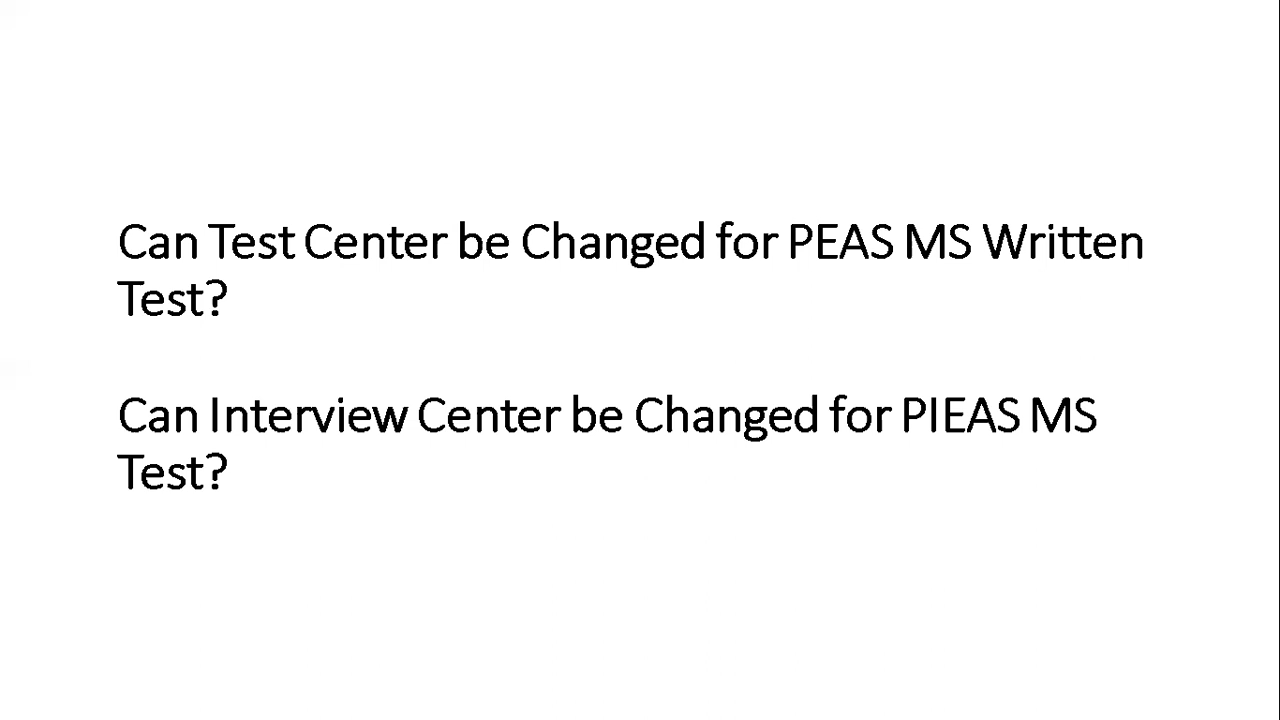 Can Test Center be Changed for PEAS MS Written
Test?
Can Interview Center be Changed for PIEAS MS
Test?